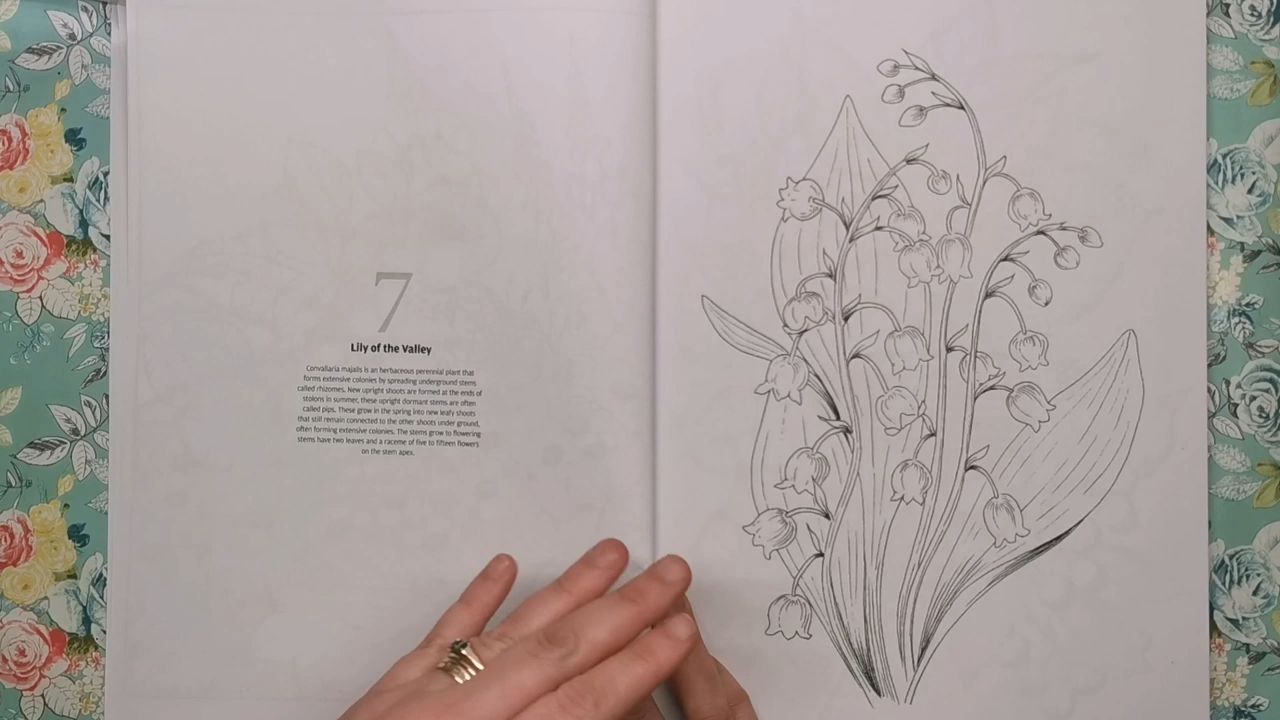 7
Lily of the Valley
Convallaria majalis is an herbaceous perennial plant that
forms extensive colonies by spreading underground stems
called rhizomes. New upright shoots are formed at the ends of
stolons in summer, these upright dormant stems are often
called pips. These grow in the spring into new leafy shoots
that still remain connected to the other shoots under ground,
often forming extensive colonies. The stems grow to flowering
stems have two leaves and a raceme of five to fifteen flowers
on the stem apex.